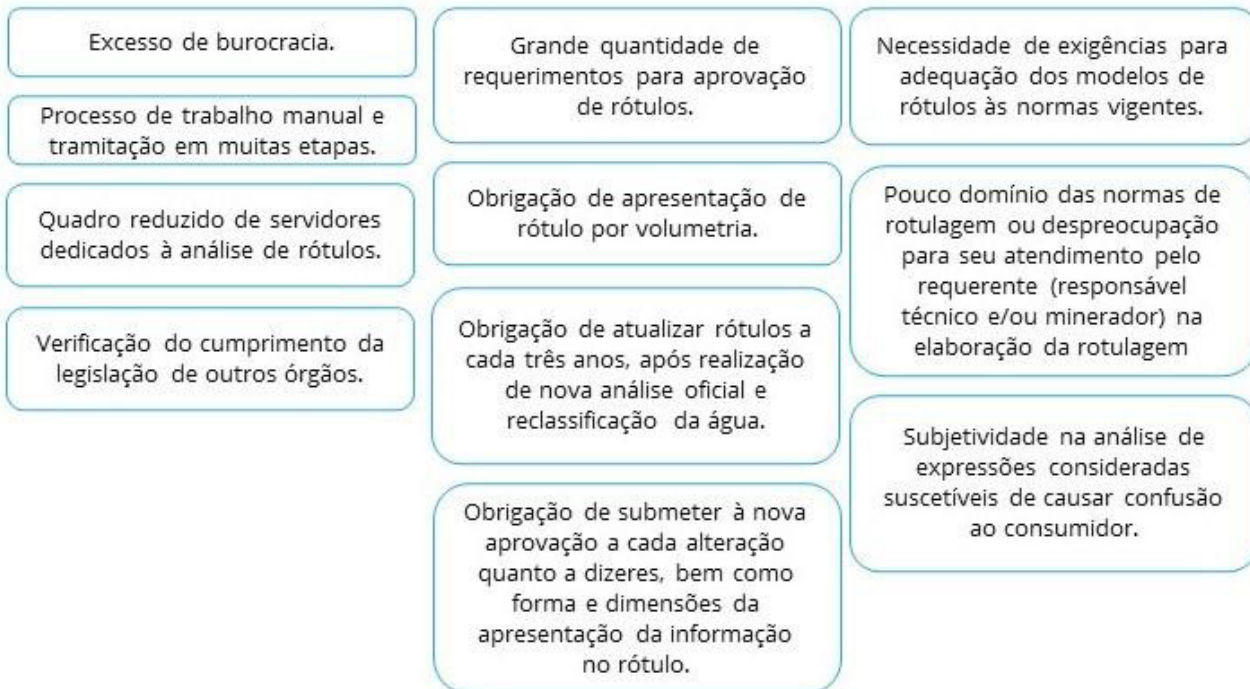 Excesso de burocracia.
Processo de trabalho manual e
tramitação em muitas etapas.
Quadro reduzido de servidores
dedicados à análise de rótulos.
Verificação do cumprimento da
legislação de outros órgãos.
Grande quantidade de
requerimentos para aprovação
de rótulos.
Obrigação de apresentação de
rótulo por volumetria.
Obrigação de atualizar rótulos a
cada três anos, após realização
de nova análise oficial e
reclassificação da água.
Obrigação de submeter à nova
aprovação a cada alteração
quanto a dizeres, bem como
forma e dimensões da
apresentação da informação
no rótulo.
Necessidade de exigências para
adequação dos modelos de
rótulos às normas vigentes.
Pouco domínio das normas de
rotulagem ou despreocupação
para seu atendimento pelo
requerente (responsável
técnico e/ou minerador) na
elaboração da rotulagem
Subjetividade na análise de
expressões consideradas
suscetíveis de causar confusão
ao consumidor.